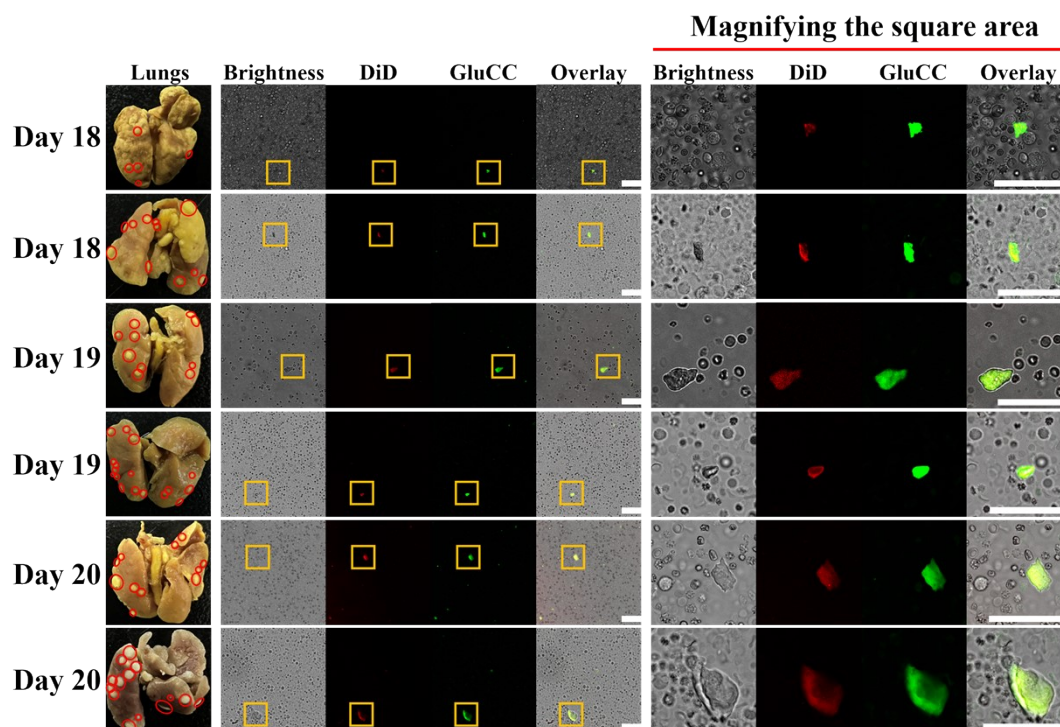 Magnifying the square area
Lungs Brightness DiD GluCC Overlay Brightness DiD GluCC Overlay
Day 18
Day 18
Day 19
Day 19
Day 20
Day 20